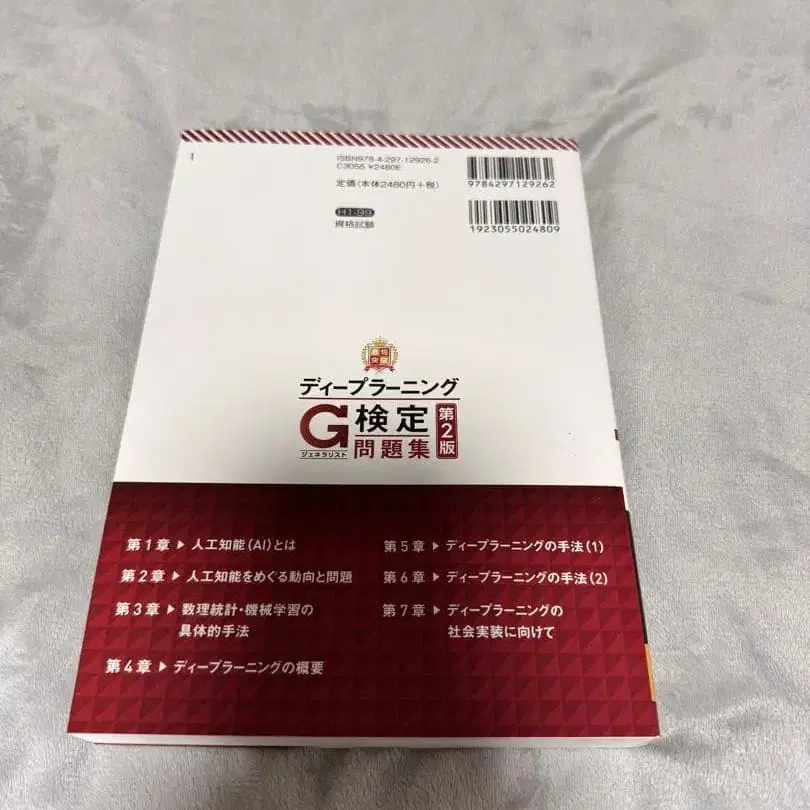 ISBN978-4-297-12926-2
C3055 ¥2480E
定価(本体2480円+税)
H1-99
資格試験
9784297129262
1923055024809
最短
突破
ディープラーニング
G検定
ジェネラリスト
問題集
第2版
第1章▶人工知能(AI)とは
第2章▶人工知能をめぐる動向と問題
第3章▶数理統計・機械学習の
具体的手法
第4章▶ディープラーニングの概要
第5章▶ディープラーニングの手法(1)
第6章▶ディープラーニングの手法(2)
第7章▶ディープラーニングの
社会実装に向けて